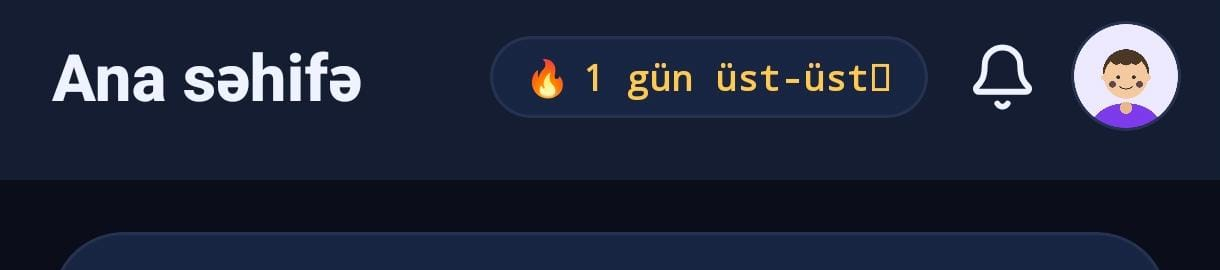 Ana səhifə
🔥 1 gün üst-üst▯